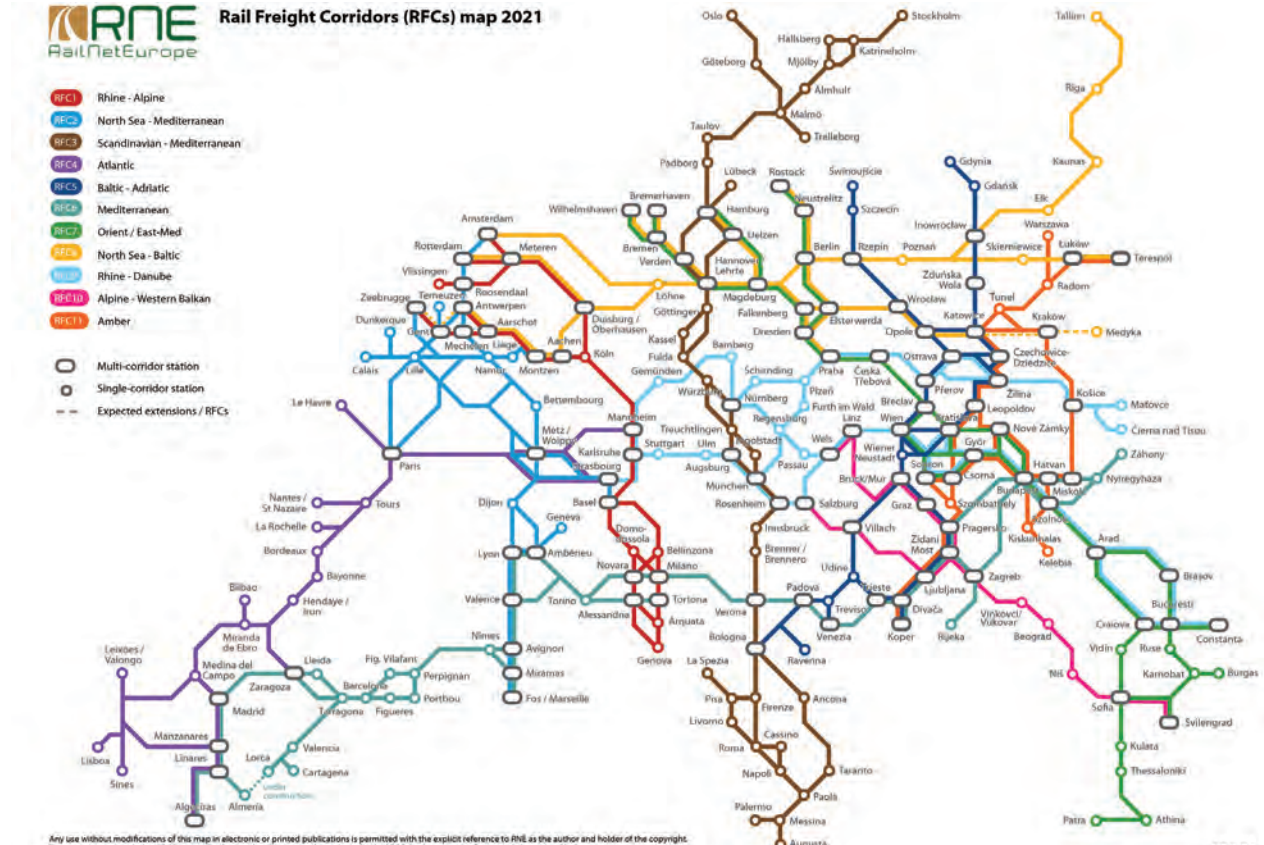 RNE
RailNetEurope
Rail Freight Corridors (RFCs) map 2021
RFC1 Rhine - Alpine
RFC2 North Sea - Mediterranean
RFC3 Scandinavian - Mediterranean
RFC4 Atlantic
RFC5 Baltic - Adriatic
RFC6 Mediterranean
RFC7 Orient / East-Med
RFC8 North Sea - Baltic
Rhine - Danube
RFC10 Alpine - Western Balkan
RFC11 Amber
Multi-corridor station
Single-corridor station
Expected extensions / RFCs
Oslo
Stockholm
Tallinn
Hallsberg
Katrineholm
Göteborg
Mjölby
Älmhult
Riga
Malmö
Taulov
Trelleborg
Padborg
Kaunas
Gdynia
Lübeck
Rostock
Świnoujście
Gdańsk
Bremerhaven
Neustrelitz
Ełk
Wilhelmshaven
Hamburg
Szczecin
Inowrocław
Warszawa
Amsterdam
Uelzen
Bremen
Berlin
Rzepin
Poznań
Skierniewice
Łuków
Terespol
Rotterdam
Meteren
Verden
Hannover/
Lehrte
Vlissingen
Roosendaal
Löhne
Magdeburg
Zduńska
Wola
Radom
Zeebrugge
Terneuzen
Antwerpen
Duisburg /
Oberhausen
Göttingen
Falkenberg
Wrocław
Tunel
Dunkerque
Gent
Aarschot
Elsterwerda
Katowice
Kraków
Mechelen
Liège
Aachen
Kassel
Dresden
Opole
Medyka
Calais
Lille
Namur
Montzen
Köln
Fulda
Bamberg
Praha
Česká
Třebová
Ostrava
Czechowice-
Dziedzice
Gemünden
Schirnding
Le Havre
Bettembourg
Würzburg
Nürnberg
Plzeň
Přerov
Žilina
Košice
Maťovce
Mannheim
Furth im Wald
Břeclav
Leopoldov
Čierna nad Tisou
Metz /
Woippy
Treuchtlingen
Regensburg
Linz
Wien
Bratislava
Nové Zámky
Paris
Karlsruhe
Stuttgart
Ulm
Ingolstadt
Wels
Wiener
Neustadt
Győr
Hatvan
Záhony
Strasbourg
Augsburg
Passau
Sopron
Csorna
Nyíregyháza
München
Bruck/Mur
Budapest
Miskolc
Nantes /
St Nazaire
Tours
Dijon
Basel
Rosenheim
Salzburg
Graz
Szombathely
Szolnok
La Rochelle
Genova
Domo-
dossola
Innsbruck
Villach
Pragersko
Kiskunhalas
Arad
Bordeaux
Lyon
Ambérieu
Bellinzona
Brenner /
Brennero
Zidani
Most
Kelebia
Bayonne
Novara
Milano
Udine
Ljubljana
Zagreb
Brasov
Bilbao
Hendaye /
Irun
Valence
Torino
Alessandria
Tortona
Verona
Padova
Treviso
Trieste
Divača
Vinkovci/
Vukovar
Craiova
Bucuresti
Constanta
Miranda
de Ebro
Arquata
Venezia
Koper
Rijeka
Beograd
Leixões /
Valongo
Nîmes
Avignon
Genova
Bologna
Ravenna
Vidin
Ruse
Medina del
Campo
Lleida
Fig. Vilafant
Perpignan
Miramas
La Spezia
Niš
Karnobat
Burgas
Zaragoza
Barcelona
Madrid
Tarragona
Figueres
Portbou
Fos / Marseille
Pisa
Firenze
Ancona
Sofia
Svilengrad
Livorno
Manzanares
Valencia
Roma
Cassino
Kulata
Lisboa
Linares
Lorca
Cartagena
Napoli
Taranto
Thessaloniki
Sines
under
construction
Algeciras
Almería
Paola
Palermo
Messina
Patra
Athina
Augusta
Any use without modifications of this map in electronic or printed publications is permitted with the explicit reference to RNE as the author and holder of the copyright.